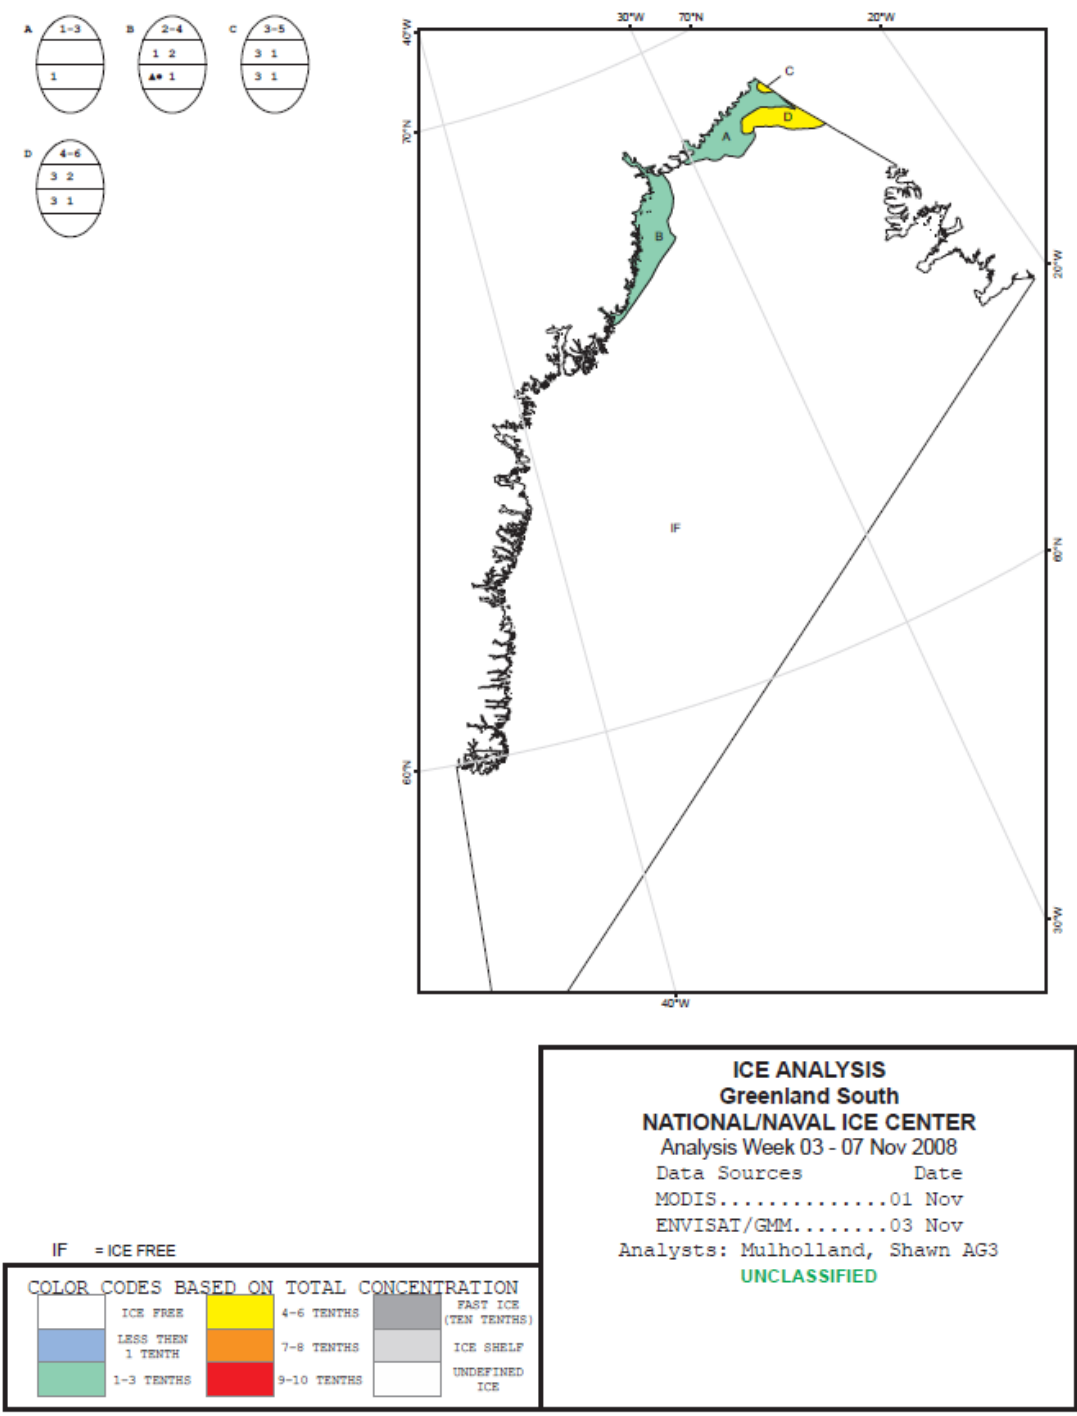 A 1-3
1
B 2-4
1 2
▲• 1
C 3-5
3 1
3 1
D 4-6
3 2
3 1
30°W 70°N 20°W
40°W
70°N
C
D
A
B
20°W
IF
60°N
60°N
30°W
40°W
ICE ANALYSIS
Greenland South
NATIONAL/NAVAL ICE CENTER
Analysis Week 03 - 07 Nov 2008
Data Sources Date
MODIS..............01 Nov
ENVISAT/GMM........03 Nov
Analysts: Mulholland, Shawn AG3
UNCLASSIFIED
IF = ICE FREE
COLOR CODES BASED ON TOTAL CONCENTRATION
ICE FREE
LESS THEN
1 TENTH
1-3 TENTHS
4-6 TENTHS
7-8 TENTHS
9-10 TENTHS
FAST ICE
(TEN TENTHS)
ICE SHELF
UNDEFINED
ICE